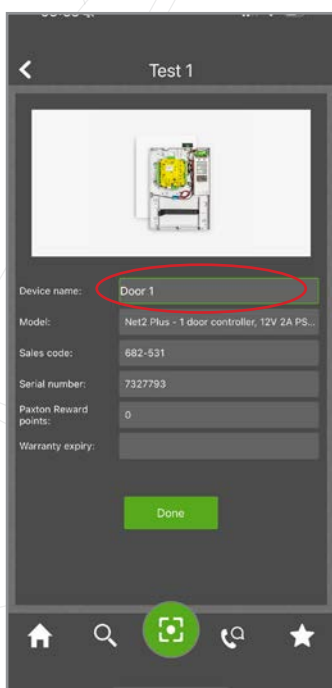 Test 1
Device name: Door 1
Model: Net2 Plus - 1 door controller, 12V 2A PS...
Sales code: 682-531
Serial number: 7327793
Paxton Reward
points: 0
Warranty expiry:
Done